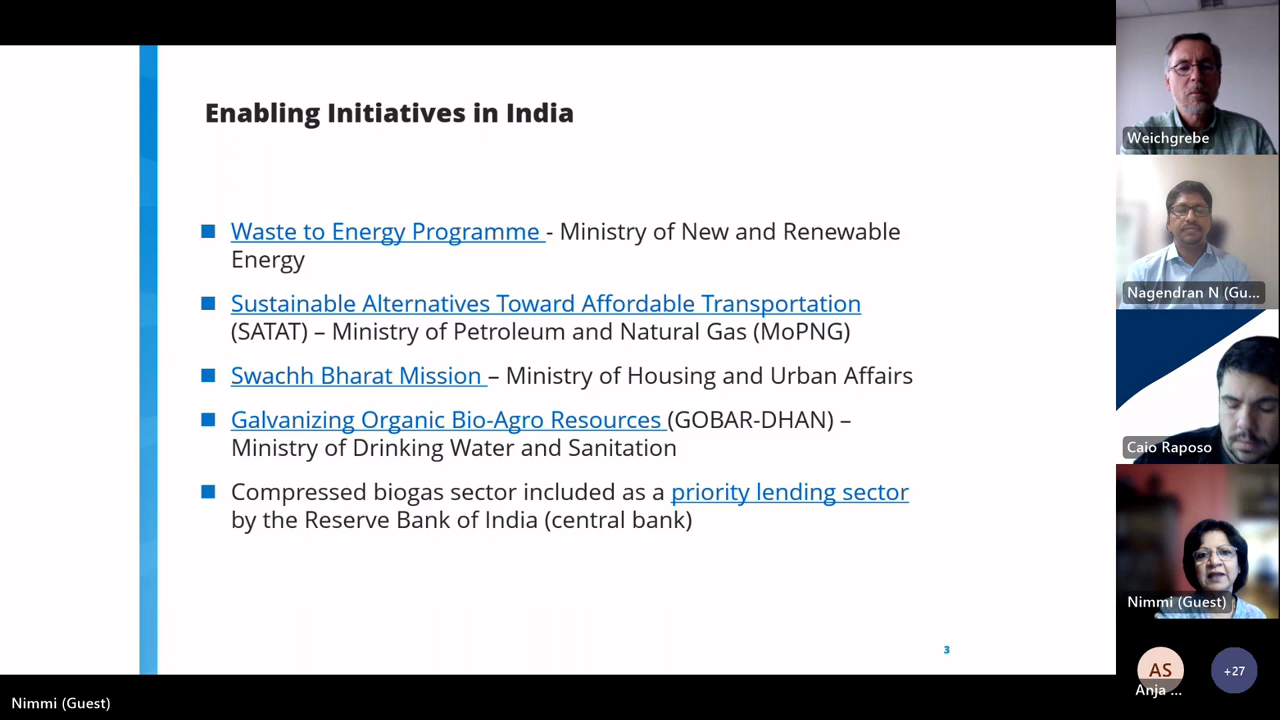 Enabling Initiatives in India
Waste to Energy Programme - Ministry of New and Renewable
Energy
Sustainable Alternatives Toward Affordable Transportation
(SATAT) – Ministry of Petroleum and Natural Gas (MoPNG)
Swachh Bharat Mission – Ministry of Housing and Urban Affairs
Galvanizing Organic Bio-Agro Resources (GOBAR-DHAN) –
Ministry of Drinking Water and Sanitation
Compressed biogas sector included as a priority lending sector
by the Reserve Bank of India (central bank)
3
Nimmi (Guest)
Weichgrebe
Nagendran N (Gu...
Caio Raposo
Nimmi (Guest)
AS
Anja ...
+27